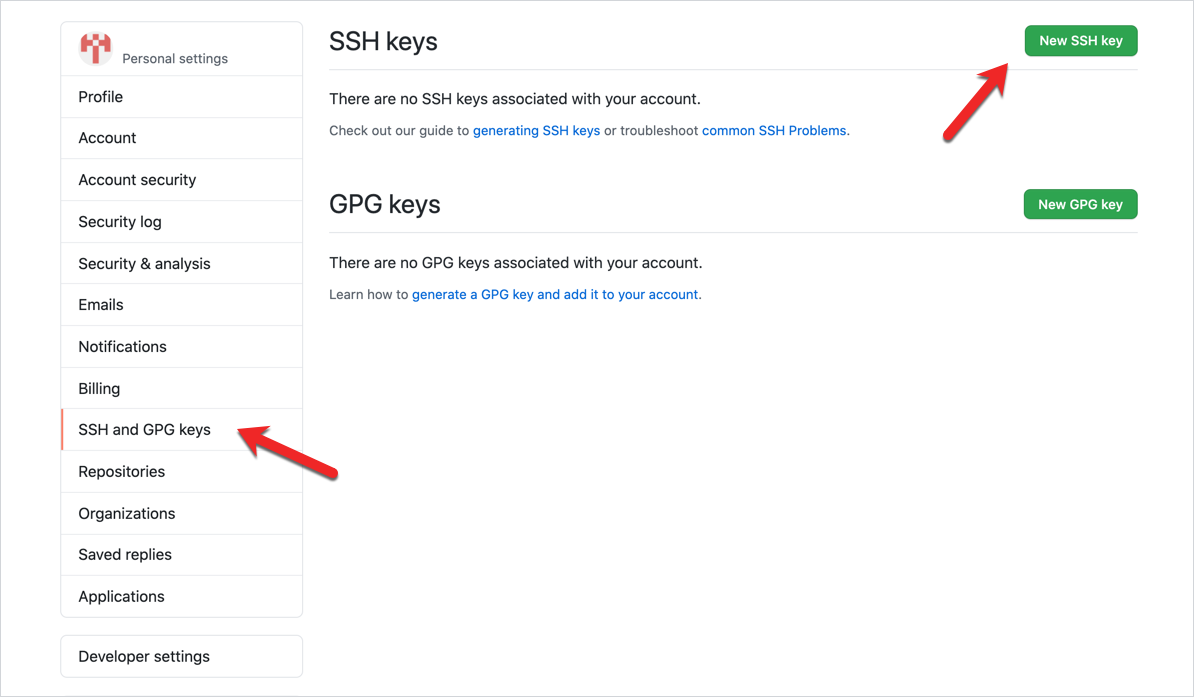 Personal settings
Profile
Account
Account security
Security log
Security & analysis
Emails
Notifications
Billing
SSH and GPG keys
Repositories
Organizations
Saved replies
Applications
Developer settings
SSH keys
New SSH key
There are no SSH keys associated with your account.
Check out our guide to generating SSH keys or troubleshoot common SSH Problems.
GPG keys
New GPG key
There are no GPG keys associated with your account.
Learn how to generate a GPG key and add it to your account.